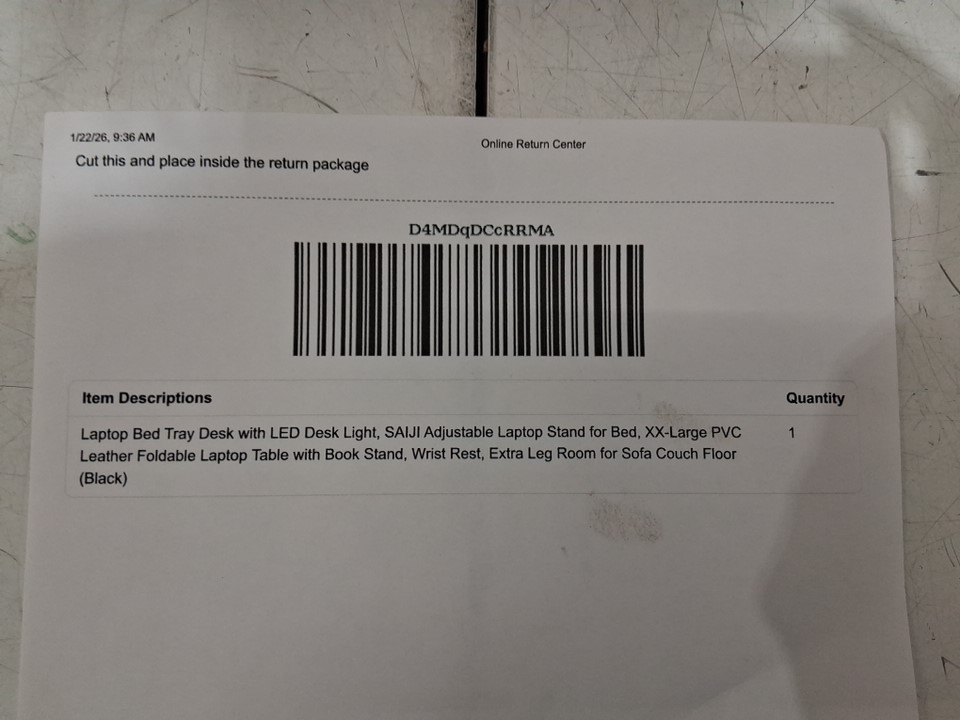 1/22/26, 9:36 AM
Online Return Center
Cut this and place inside the return package
D4MDqDCcRRMA
Item Descriptions Quantity
Laptop Bed Tray Desk with LED Desk Light, SAIJI Adjustable Laptop Stand for Bed, XX-Large PVC 1
Leather Foldable Laptop Table with Book Stand, Wrist Rest, Extra Leg Room for Sofa Couch Floor
(Black)